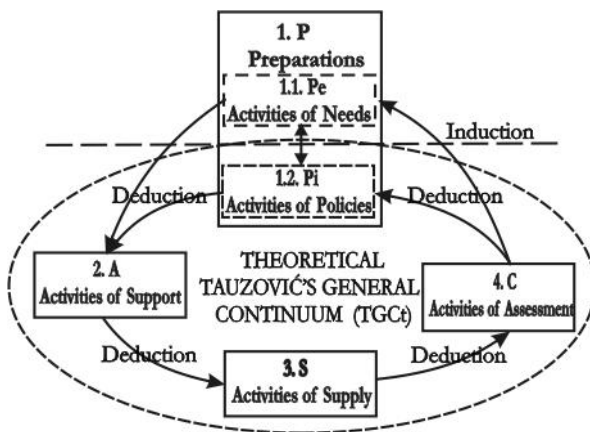 1. P
Preparations
1.1. Pe
Activities of Needs
Induction
1.2. Pi
Activities of Policies
Deduction
Deduction
2. A
Activities of Support
THEORETICAL
TAUZOVIĆ'S GENERAL
CONTINUUM (TGCt)
4. C
Activities of Assessment
Deduction
Deduction
3. S
Activities of Supply